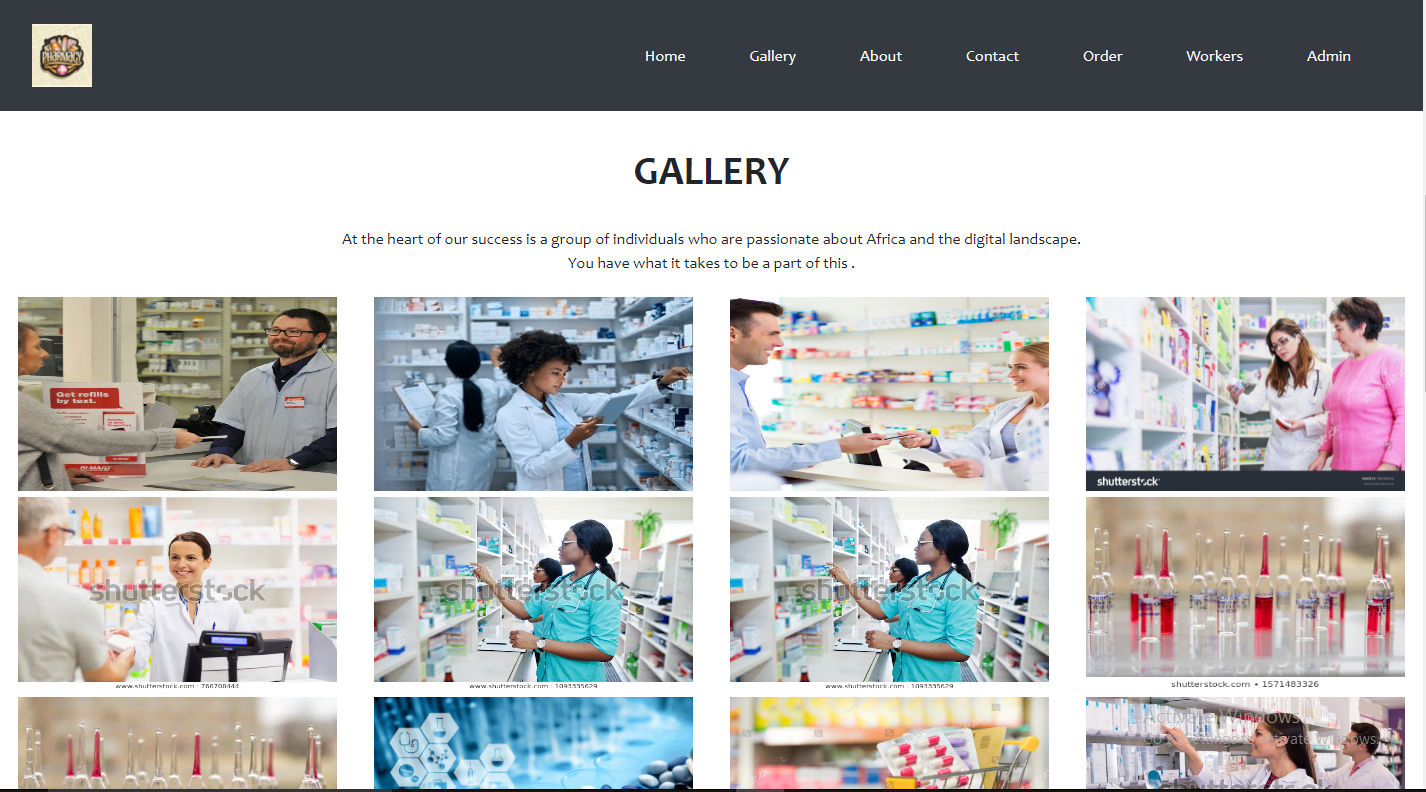 PHARMACY
Home Gallery About Contact Order Workers Admin
GALLERY
At the heart of our success is a group of individuals who are passionate about Africa and the digital landscape.
You have what it takes to be a part of this .
Get refills
by text.
shutterstock
shutterstock
shutterstock
shutterstock
www.shutterstock.com · 766708444
www.shutterstock.com · 1093335629
www.shutterstock.com · 1093335629
shutterstock.com • 1571483326
Activate Windows
Go to Settings to activate Windows.
shutterstock